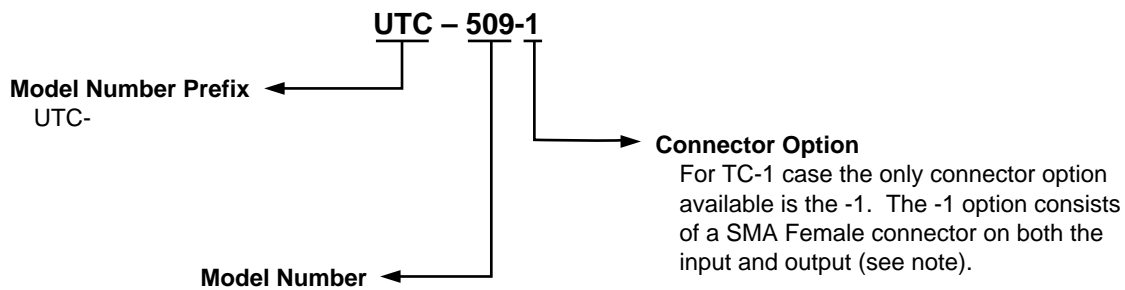 UTC – 509-1
Model Number Prefix
UTC-
Connector Option
For TC-1 case the only connector option
available is the -1.  The -1 option consists
of a SMA Female connector on both the
input and output (see note).
Model Number